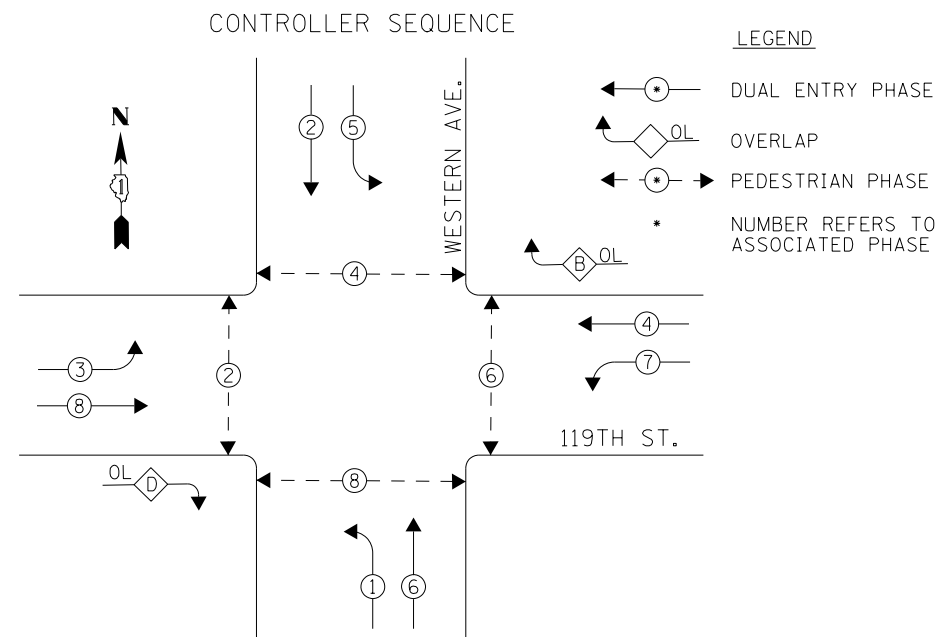 CONTROLLER SEQUENCE
LEGEND
* DUAL ENTRY PHASE
OL OVERLAP
* PEDESTRIAN PHASE
* NUMBER REFERS TO
ASSOCIATED PHASE
N
1
WESTERN AVE.
2 5
B OL
4
4
3
2
6
7
8
119TH ST.
OL D
8
1 6